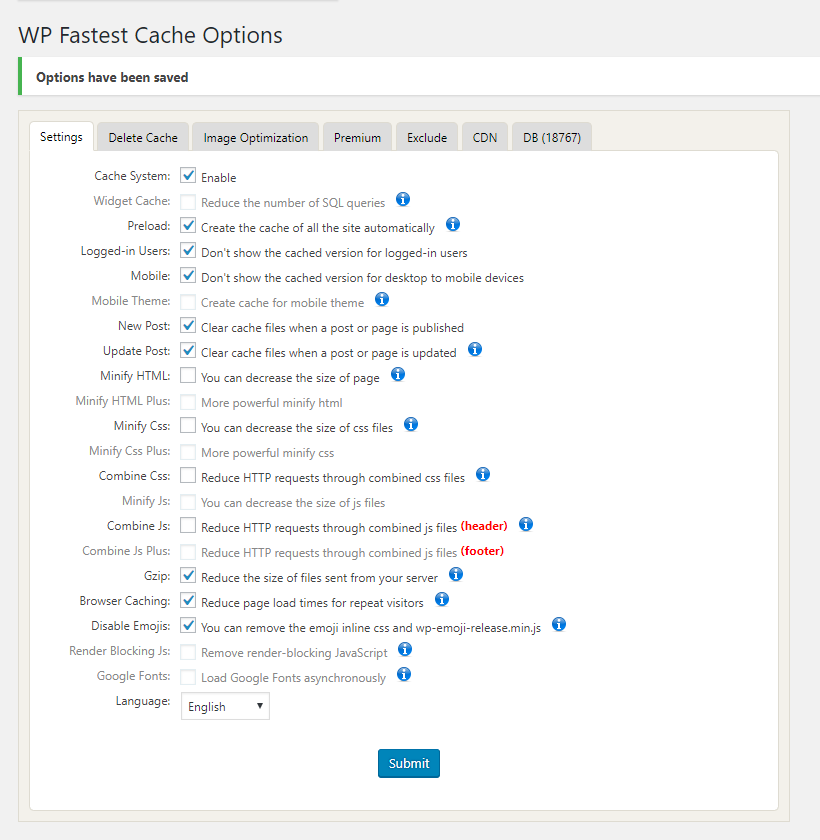 WP Fastest Cache Options
Options have been saved
Settings Delete Cache Image Optimization Premium Exclude CDN DB (18767)
Cache System: Enable
Widget Cache: Reduce the number of SQL queries
Preload: Create the cache of all the site automatically
Logged-in Users: Don't show the cached version for logged-in users
Mobile: Don't show the cached version for desktop to mobile devices
Mobile Theme: Create cache for mobile theme
New Post: Clear cache files when a post or page is published
Update Post: Clear cache files when a post or page is updated
Minify HTML: You can decrease the size of page
Minify HTML Plus: More powerful minify html
Minify Css: You can decrease the size of css files
Minify Css Plus: More powerful minify css
Combine Css: Reduce HTTP requests through combined css files
Minify Js: You can decrease the size of js files
Combine Js: Reduce HTTP requests through combined js files (header)
Combine Js Plus: Reduce HTTP requests through combined js files (footer)
Gzip: Reduce the size of files sent from your server
Browser Caching: Reduce page load times for repeat visitors
Disable Emojis: You can remove the emoji inline css and wp-emoji-release.min.js
Render Blocking Js: Remove render-blocking JavaScript
Google Fonts: Load Google Fonts asynchronously
Language: English
Submit